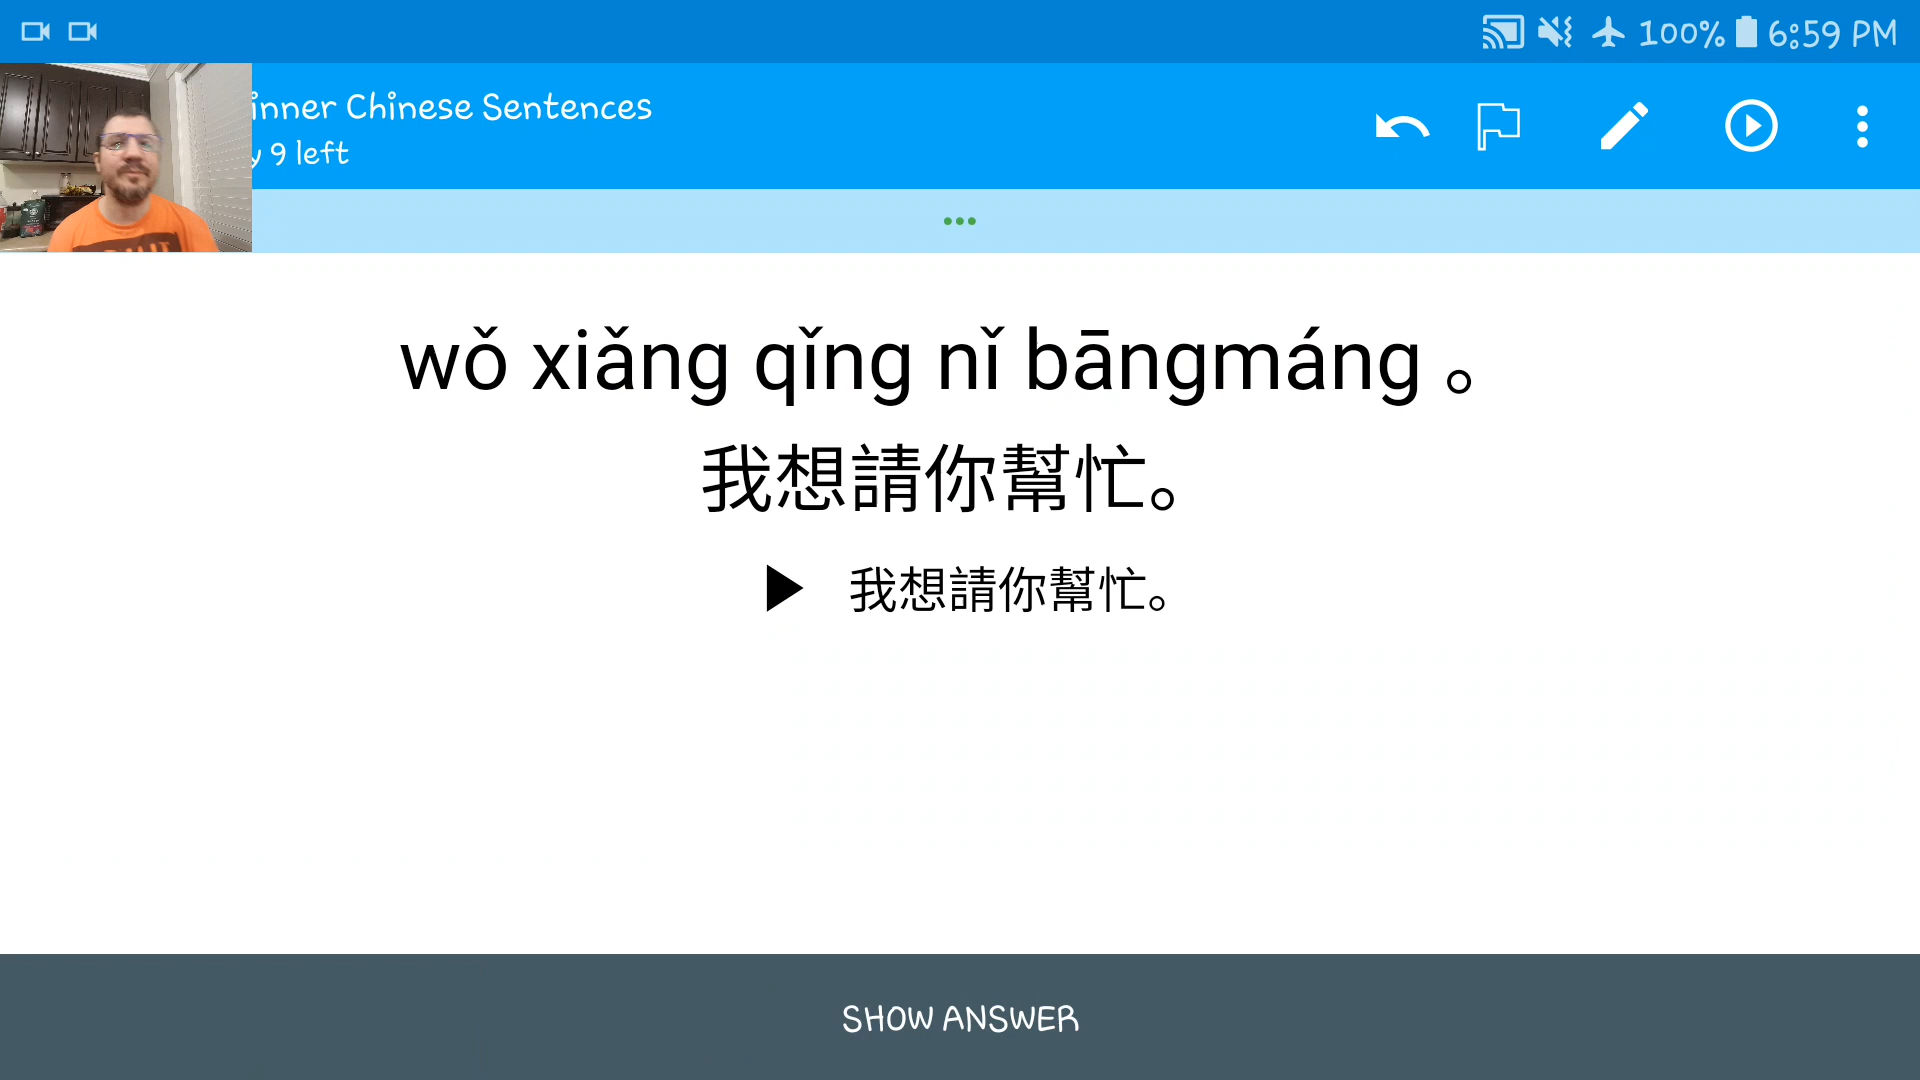 100% 6:59 PM
inner Chinese Sentences
y 9 left
wǒ xiǎng qǐng nǐ bāngmáng 。
我想請你幫忙。
我想請你幫忙。
SHOW ANSWER